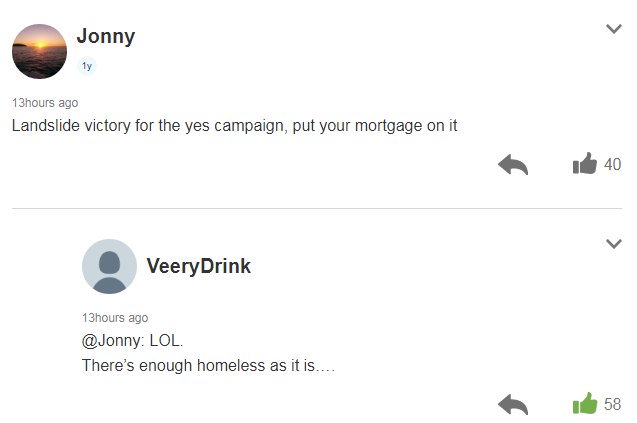 Jonny
1y
13hours ago
Landslide victory for the yes campaign, put your mortgage on it
40
VeeryDrink
13hours ago
@Jonny: LOL.
There’s enough homeless as it is….
58